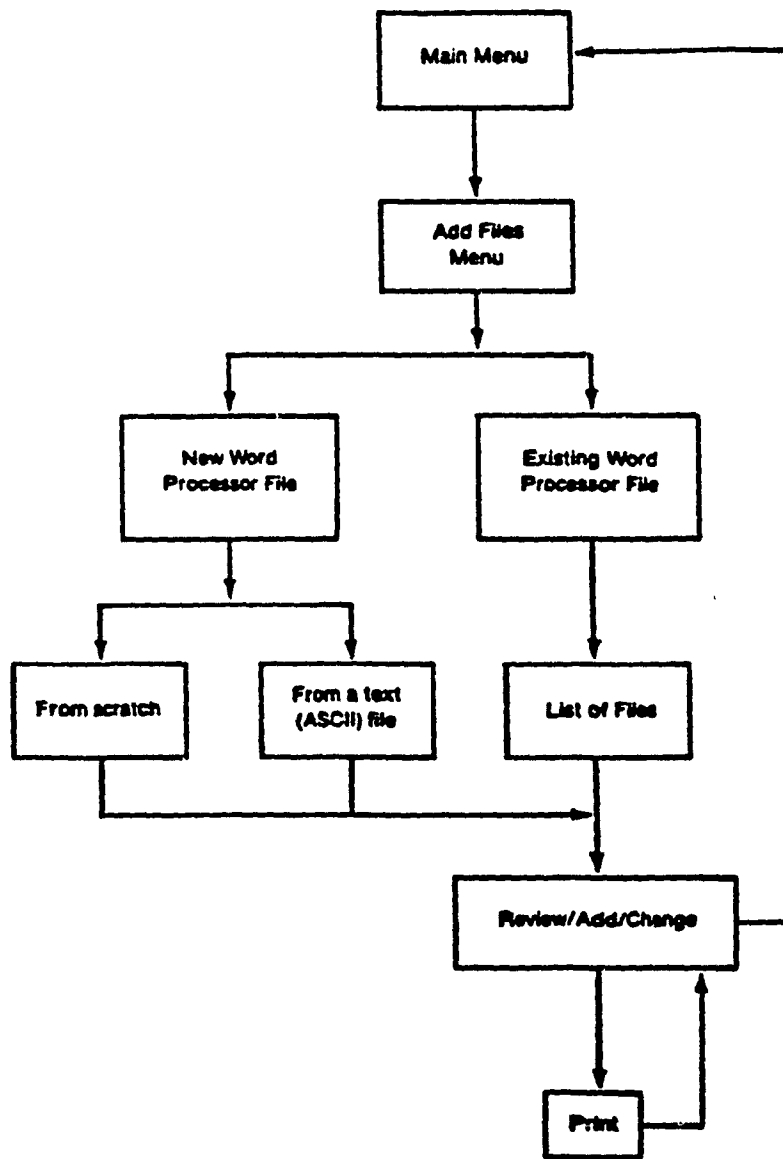 Main Menu
Add Files
Menu
New Word
Processor File
Existing Word
Processor File
From scratch
From a text
(ASCII) file
List of Files
Review/Add/Change
Print